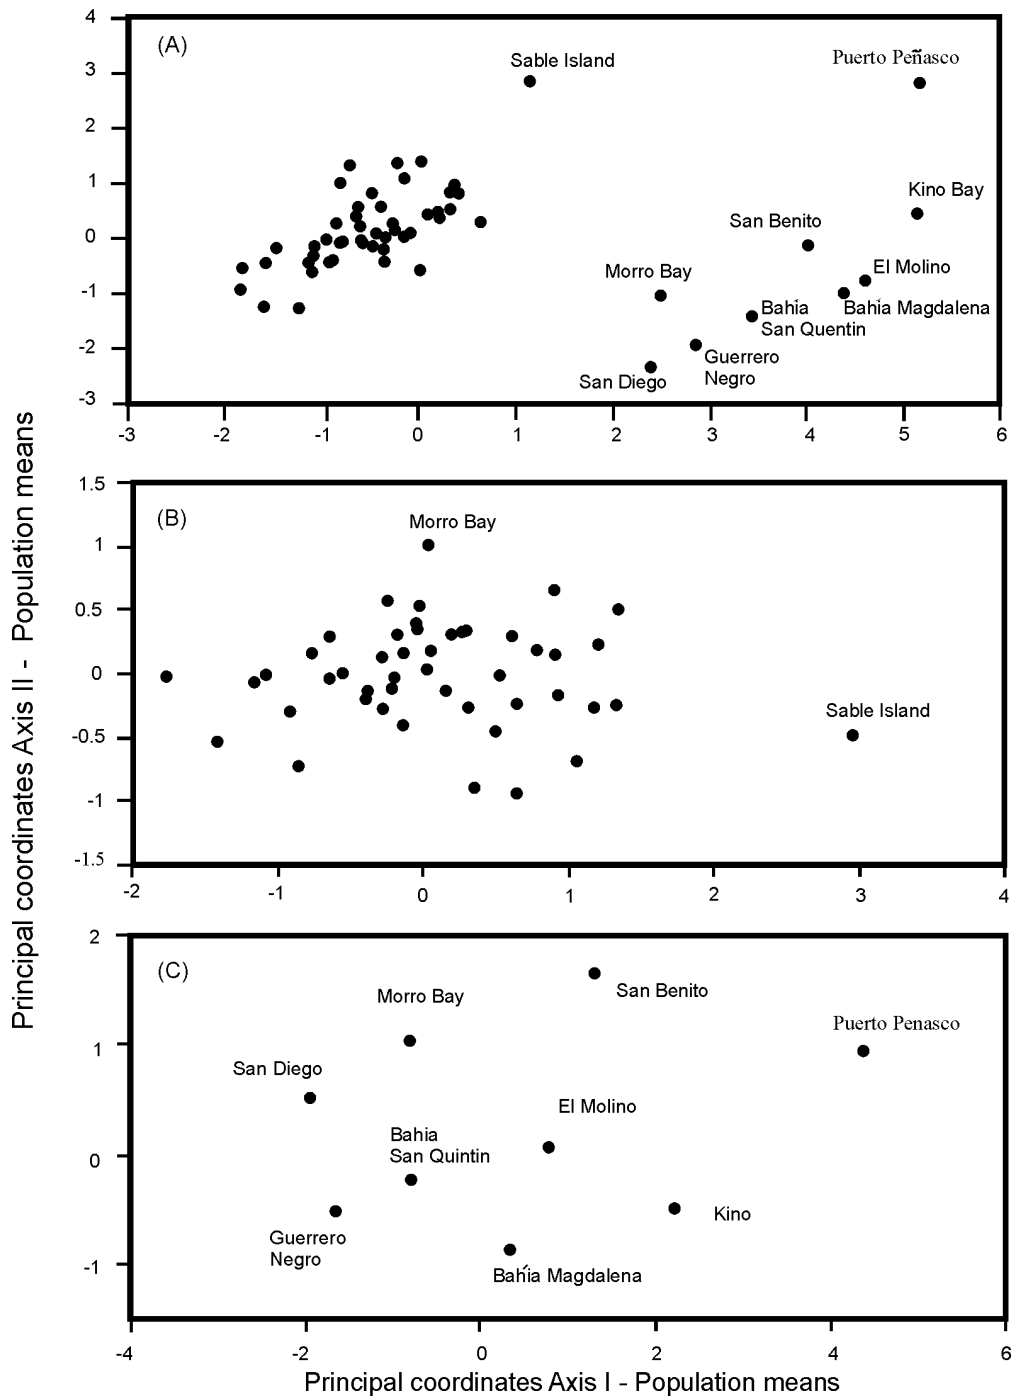 4
(A)
Sable Island
Puerto Peñasco
3
2
1
Kino Bay
San Benito
0
El Molino
Morro Bay
-1
Bahia
San Quentin
Bahia Magdalena
-2
Guerrero
Negro
San Diego
-3
-3 -2 -1 0 1 2 3 4 5 6
Principal coordinates Axis II - Population means
1.5
(B)
Morro Bay
1
0.5
0
Sable Island
-0.5
-1
-1.5
-2 -1 0 1 2 3 4
2
(C)
San Benito
Morro Bay
Puerto Penasco
1
San Diego
El Molino
Bahia
San Quintin
0
Kino
Guerrero
Negro
-1
Bahía Magdalena
-4 -2 0 2 4 6
Principal coordinates Axis I - Population means